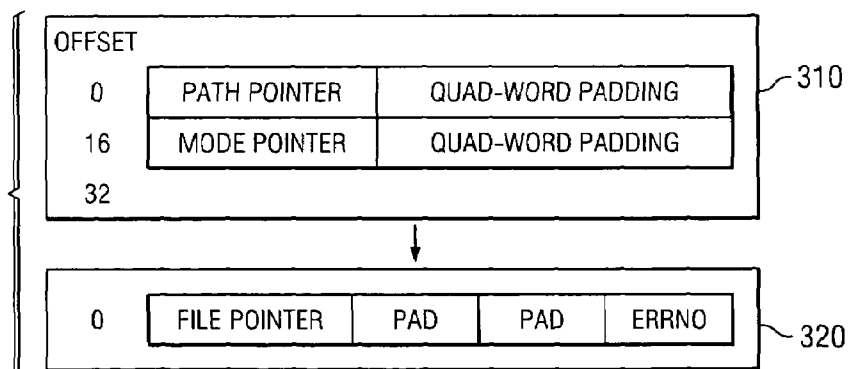 OFFSET
0 PATH POINTER QUAD-WORD PADDING 310
16 MODE POINTER QUAD-WORD PADDING
32
0 FILE POINTER PAD PAD ERRNO 320